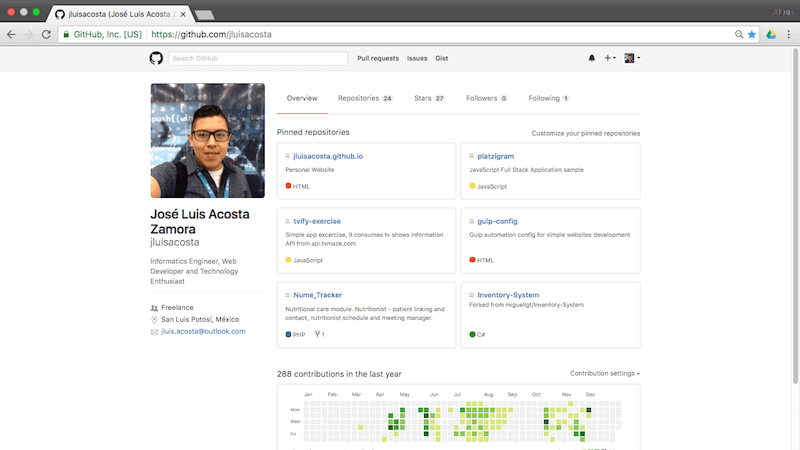 jluisacosta (José Luis Acosta Z
GitHub, Inc. [US]
https://github.com/jluisacosta
Search GitHub
Pull requests
Issues
Gist
Overview
Repositories 24
Stars 27
Followers 0
Following 1
Pinned repositories
Customize your pinned repositories
jluisacosta.github.io
Personal Website
HTML
platzigram
JavaScript Full Stack Application sample
JavaScript
tvify-exercise
Simple app excercise, it consumes tv shows information
API from api.tvmaze.com
JavaScript
gulp-config
Gulp automation config for simple websites development
HTML
Nume_Tracker
Nutritional care module. Nutritionist - patient linking and
contact, nutritionist schedule and meeting manager.
PHP 1
Inventory-System
Forked from migueligt/Inventory-System
C#
José Luis Acosta
Zamora
jluisacosta
Informatics Engineer, Web
Developer and Technology
Enthusiast
Freelance
San Luis Potosí, México
jluis.acosta@outlook.com
288 contributions in the last year
Contribution settings
Jan Feb Mar Apr May Jun Jul Aug Sep Oct Nov Dec
Mon
Wed
Fri